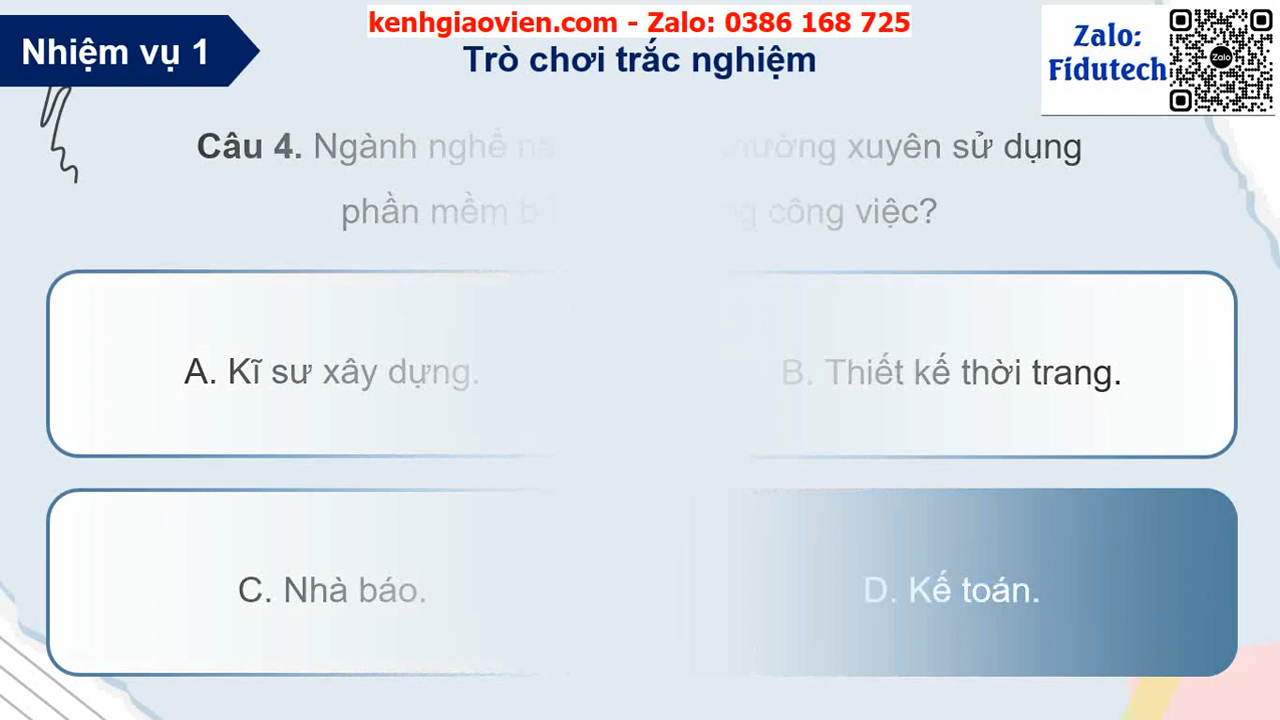 kenhgiaovien.com - Zalo: 0386 168 725
Nhiệm vụ 1
Trò chơi trắc nghiệm
Zalo:
Fidutech
Zalo
Câu 4. Ngành nghề xuyên sử dụng
phần mềm công việc?
A. Kĩ sư xây dựng.
B. Thiết kế thời trang.
C. Nhà báo.
D. Kế toán.